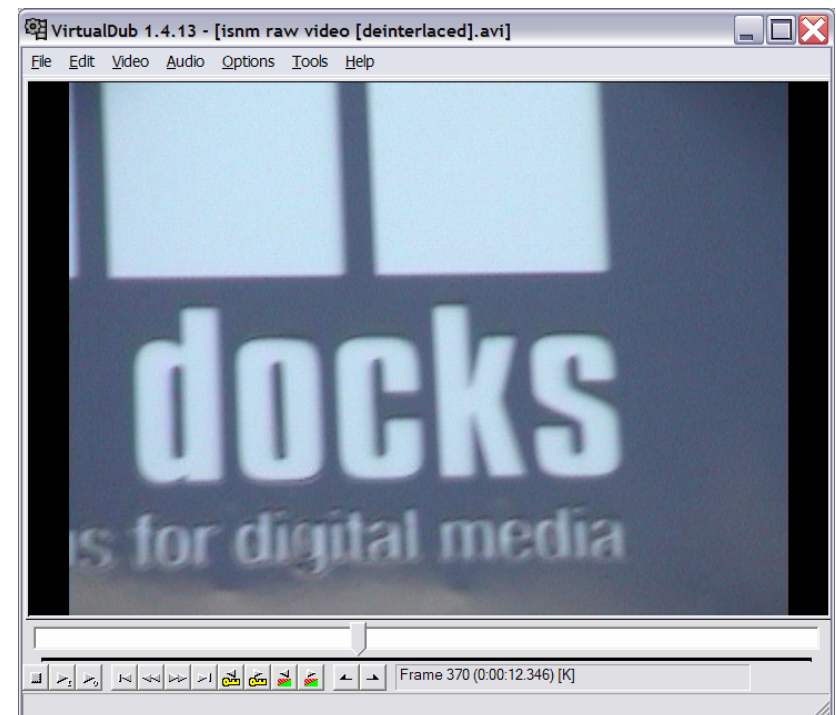 VirtualDub 1.4.13 - [isnm raw video [deinterlaced].avi]
File Edit Video Audio Options Tools Help
docks
for digital media
Frame 370 (0:00:12.346) [K]